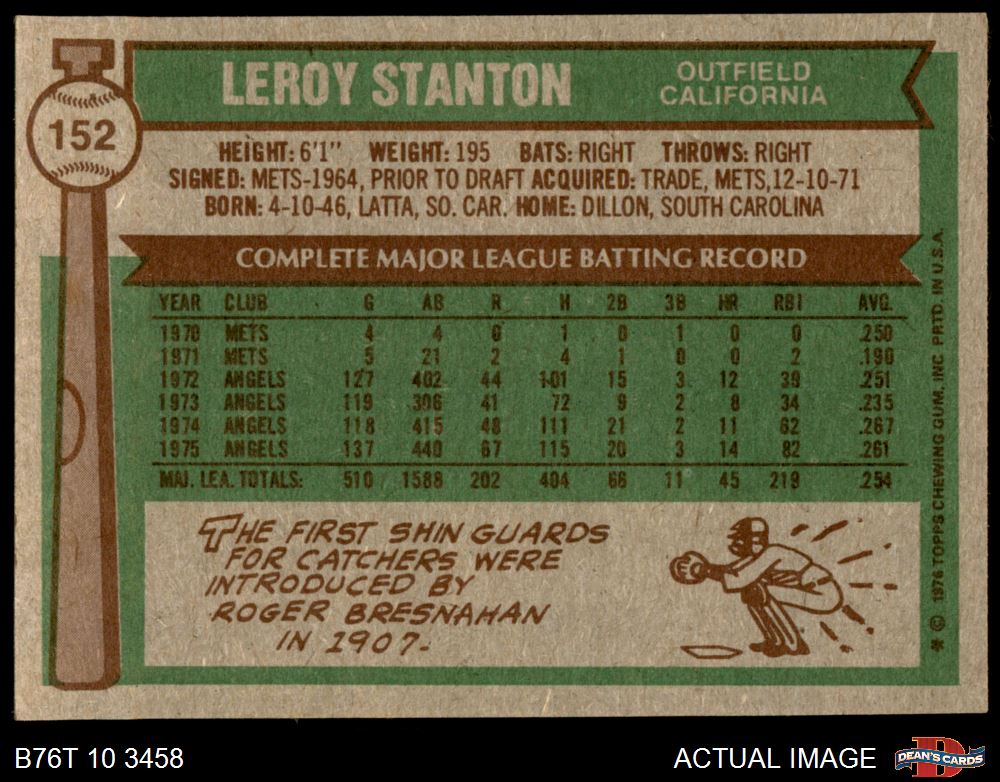 152
LEROY STANTON
OUTFIELD
CALIFORNIA
HEIGHT: 6'1" WEIGHT: 195 BATS: RIGHT THROWS: RIGHT
SIGNED: METS-1964, PRIOR TO DRAFT ACQUIRED: TRADE, METS,12-10-71
BORN: 4-10-46, LATTA, SO. CAR. HOME: DILLON, SOUTH CAROLINA
COMPLETE MAJOR LEAGUE BATTING RECORD
YEAR CLUB G AB R H 2B 3B HR RBI AVG.
1970 METS 4 4 0 1 0 1 0 0 .250
1971 METS 5 21 2 4 1 0 0 2 .190
1972 ANGELS 127 402 44 101 15 3 12 39 .251
1973 ANGELS 119 306 41 72 9 2 8 34 .235
1974 ANGELS 118 415 48 111 21 2 11 62 .267
1975 ANGELS 137 440 67 115 20 3 14 82 .261
MAJ. LEA. TOTALS: 510 1588 202 404 66 11 45 219 .254
THE FIRST SHIN GUARDS
FOR CATCHERS WERE
INTRODUCED BY
ROGER BRESNAHAN
IN 1907.
* © 1976 TOPPS CHEWING GUM, INC. PRTD. IN U.S.A.
B76T 10 3458
ACTUAL IMAGE
D
DEAN'S CARDS